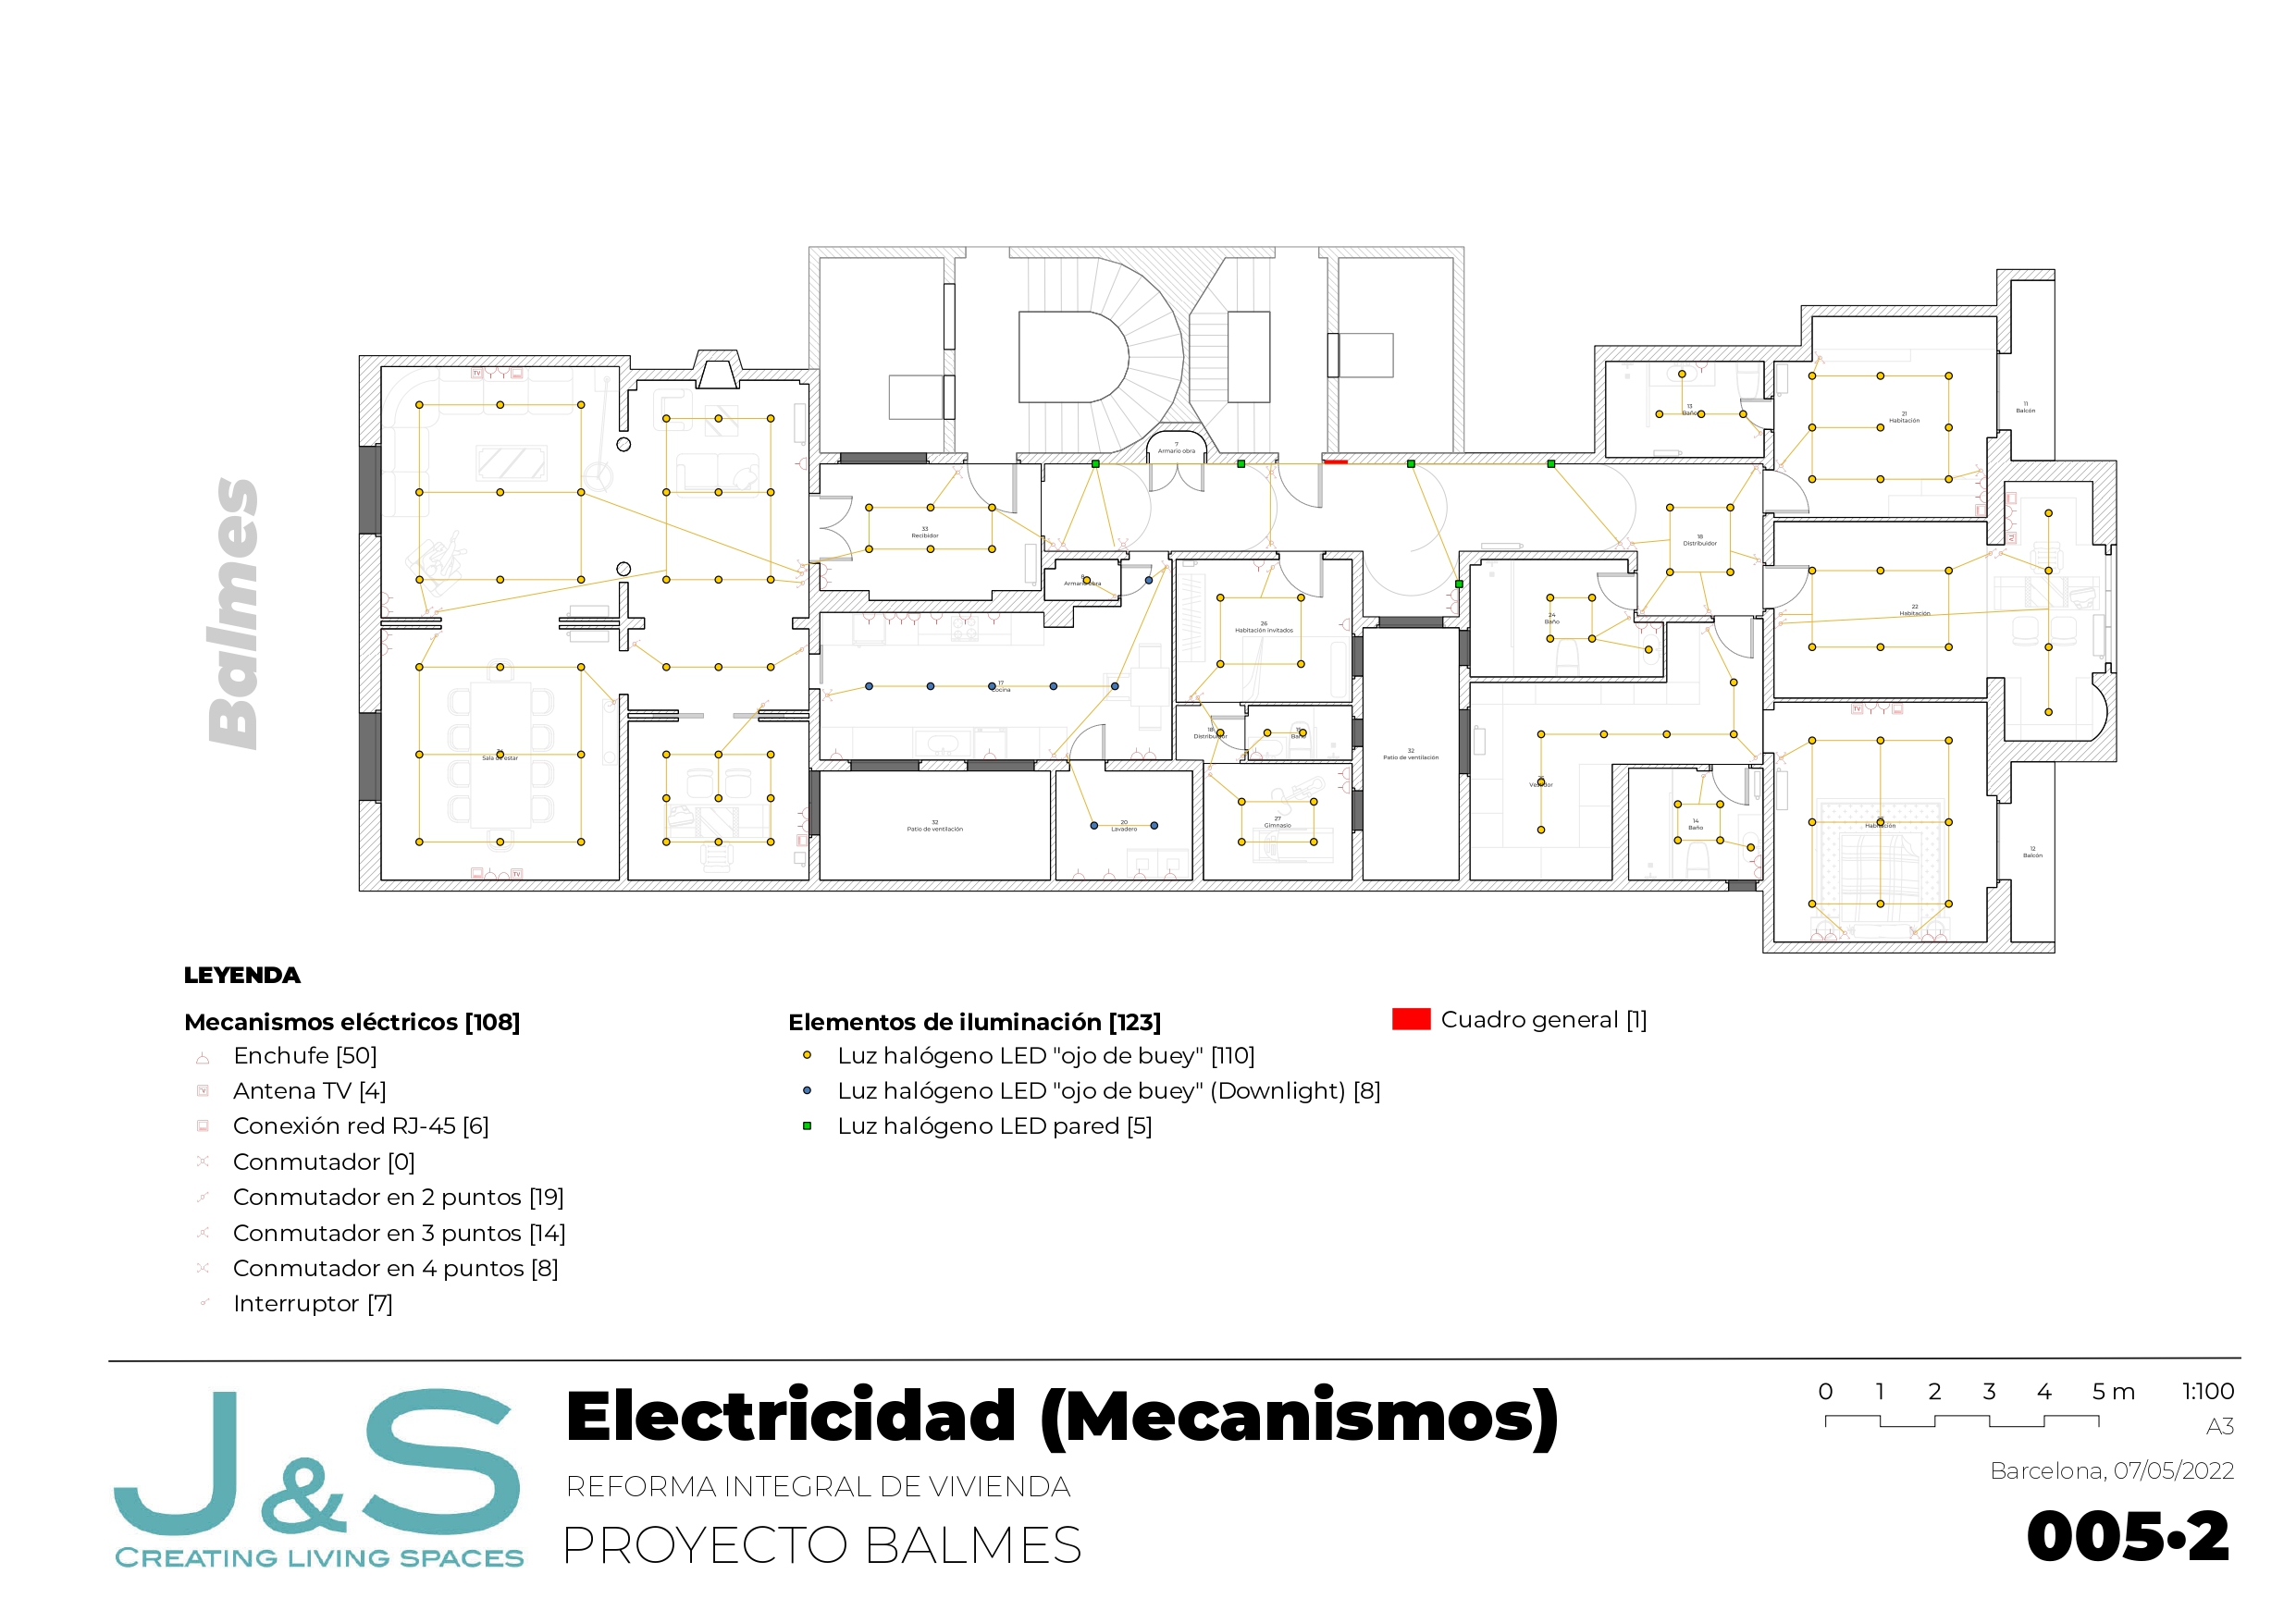 Balmes
7
Armario obra
11
Balcón
13
Baño
21
Habitación
33
Recibidor
18
Distribuidor
Armario obra
24
Baño
22
Habitación
26
Habitación invitados
17
Cocina
Distribuidor
Baño
32
Patio de ventilación
Sala de estar
Vestidor
32
Patio de ventilación
20
Lavadero
27
Gimnasio
14
Baño
Habitación
12
Balcón
TV
TV
TV
LEYENDA
Mecanismos eléctricos [108]
Enchufe [50]
Antena TV [4]
Conexión red RJ-45 [6]
Conmutador [0]
Conmutador en 2 puntos [19]
Conmutador en 3 puntos [14]
Conmutador en 4 puntos [8]
Interruptor [7]
Elementos de iluminación [123]
Luz halógeno LED "ojo de buey" [110]
Luz halógeno LED "ojo de buey" (Downlight) [8]
Luz halógeno LED pared [5]
Cuadro general [1]
J&S
CREATING LIVING SPACES
Electricidad (Mecanismos)
REFORMA INTEGRAL DE VIVIENDA
PROYECTO BALMES
0 1 2 3 4 5 m 1:100
A3
Barcelona, 07/05/2022
005•2